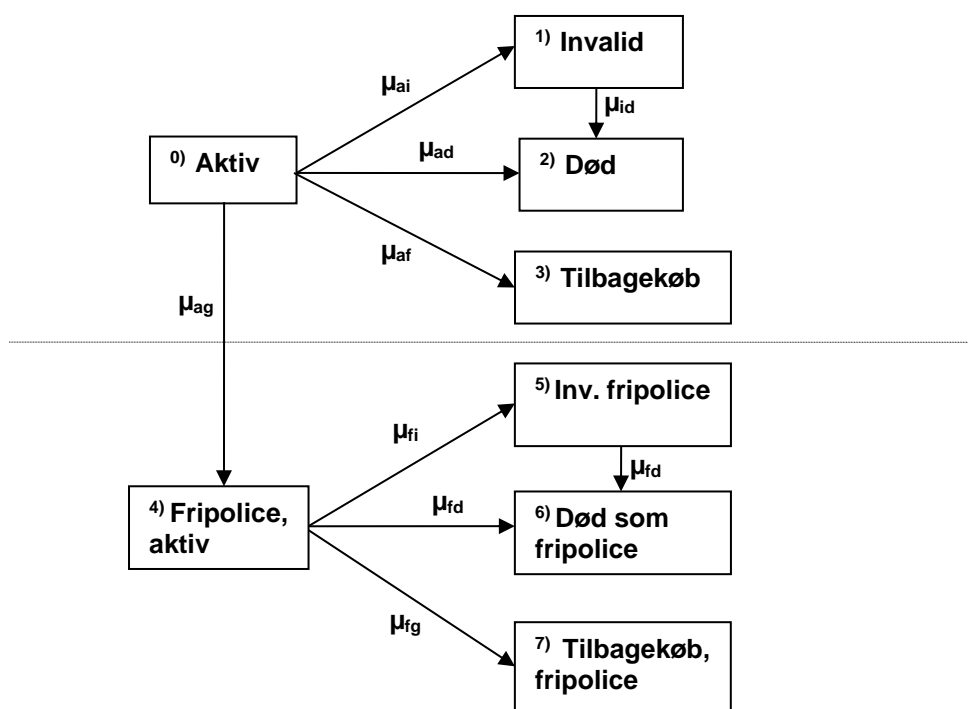 1) Invalid
μai
μid
0) Aktiv
μad
2) Død
μaf
3) Tilbagekøb
μag
5) Inv. fripolice
μfi
μfd
4) Fripolice,
aktiv
μfd
6) Død som
fripolice
μfg
7) Tilbagekøb,
fripolice